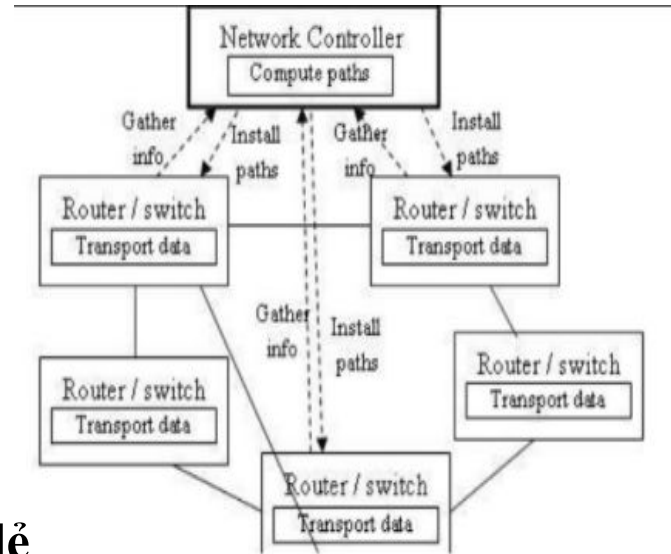 Network Controller
Compute paths
Gather
info
Install
paths
Gather
info
Install
paths
Router / switch
Transport data
Router / switch
Transport data
Gather
info
Install
paths
Router / switch
Transport data
Router / switch
Transport data
Router / switch
Transport data